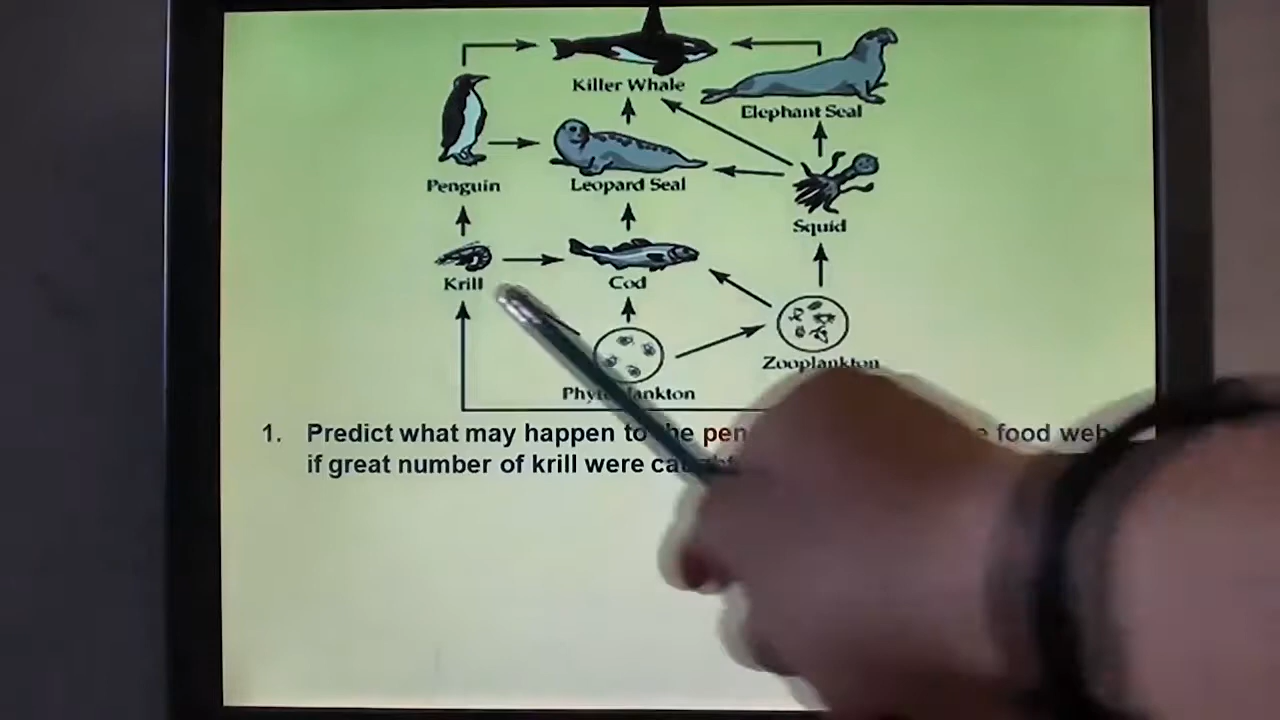 Killer Whale
Elephant Seal
Penguin
Leopard Seal
Squid
Krill
Cod
Zooplankton
1. Predict what may happen to the food web
if great number of krill were